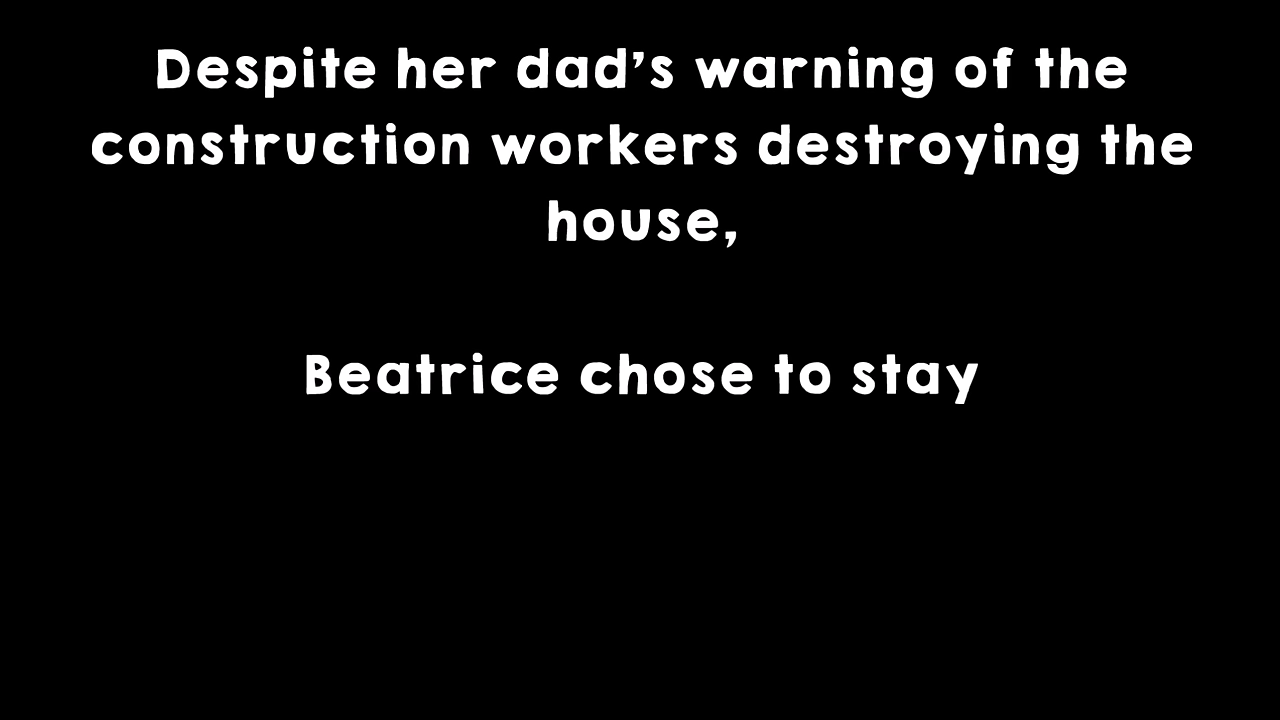 Despite her dad's warning of the
construction workers destroying the
house,
Beatrice chose to stay